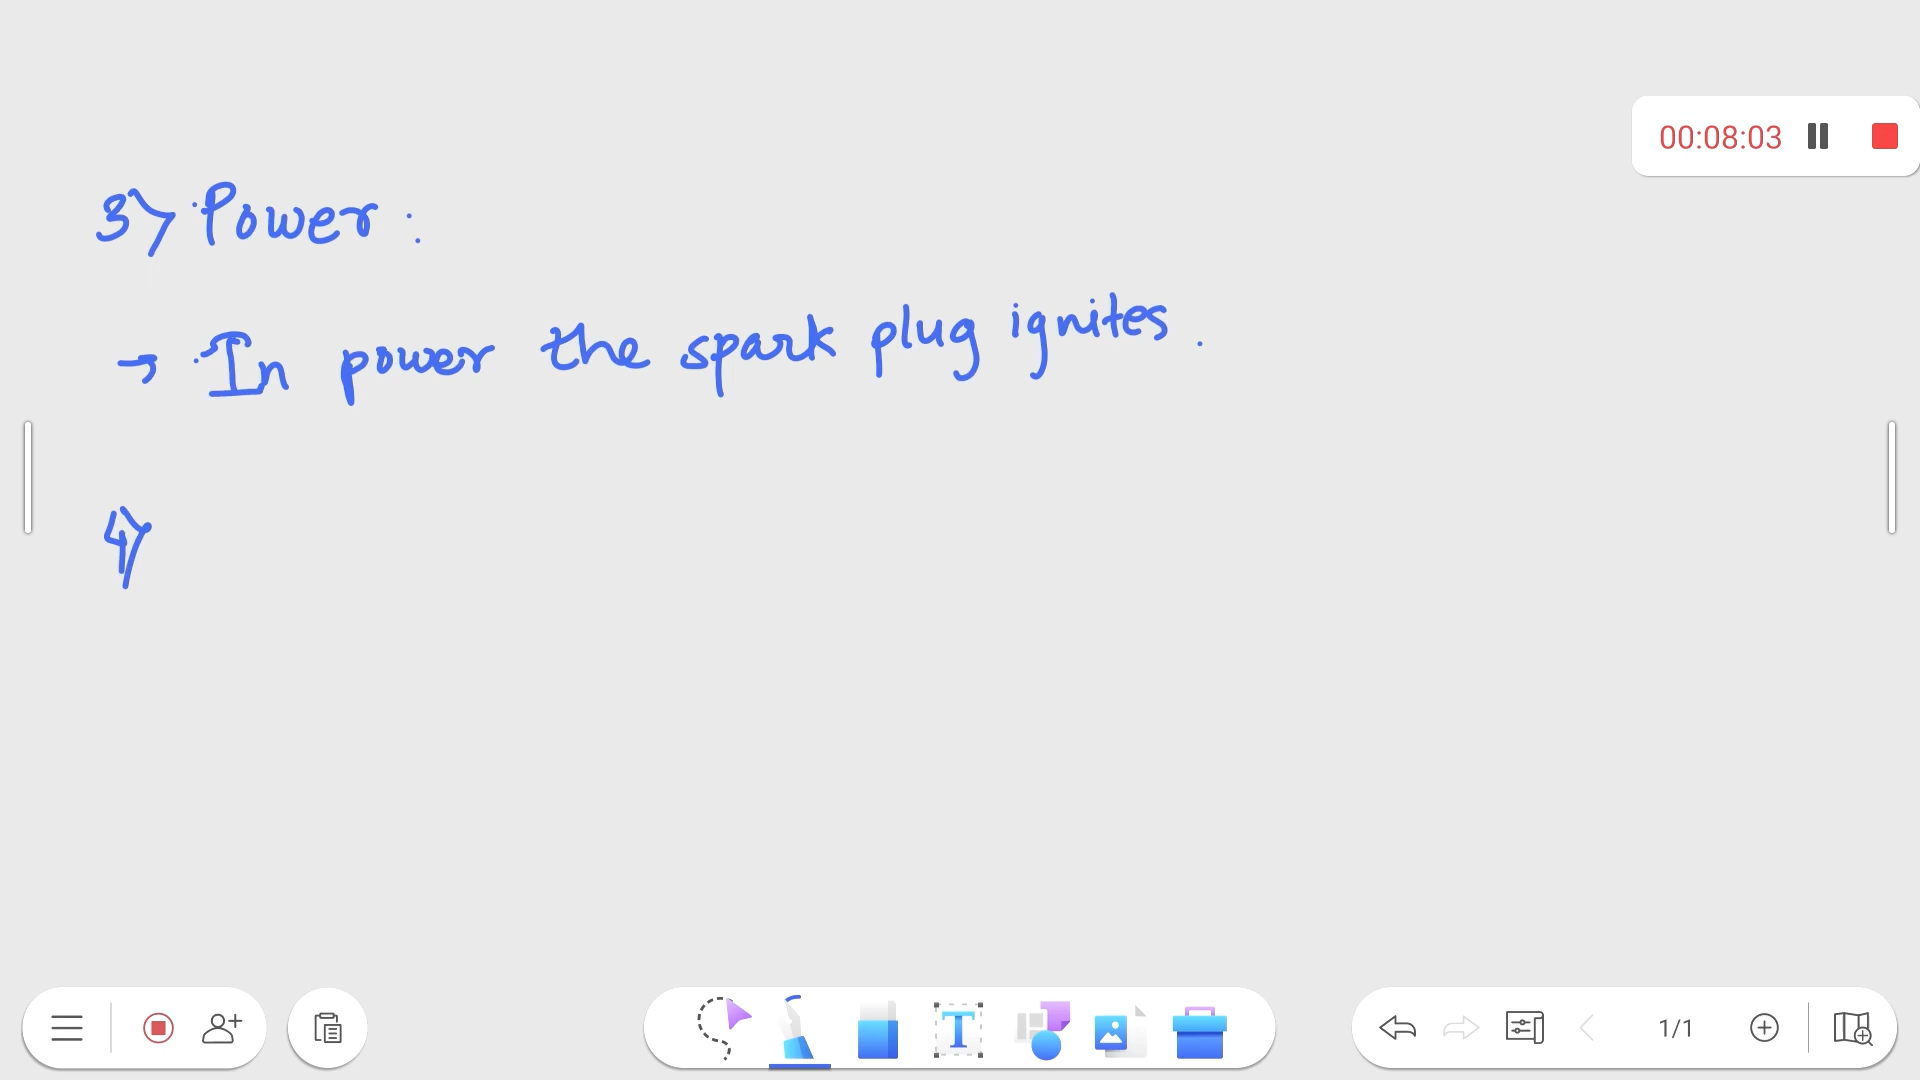 00:08:03
3) Power :
→ In power the spark plug ignites.
4)
T
1/1